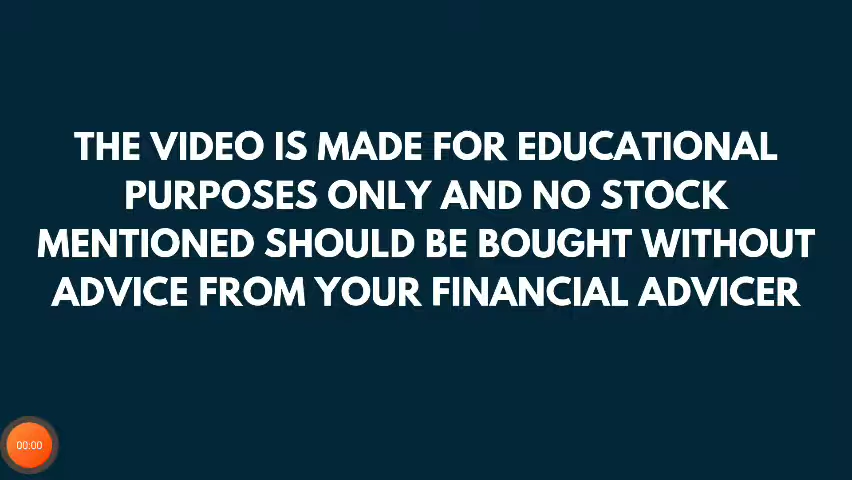 THE VIDEO IS MADE FOR EDUCATIONAL
PURPOSES ONLY AND NO STOCK
MENTIONED SHOULD BE BOUGHT WITHOUT
ADVICE FROM YOUR FINANCIAL ADVICER
00:00